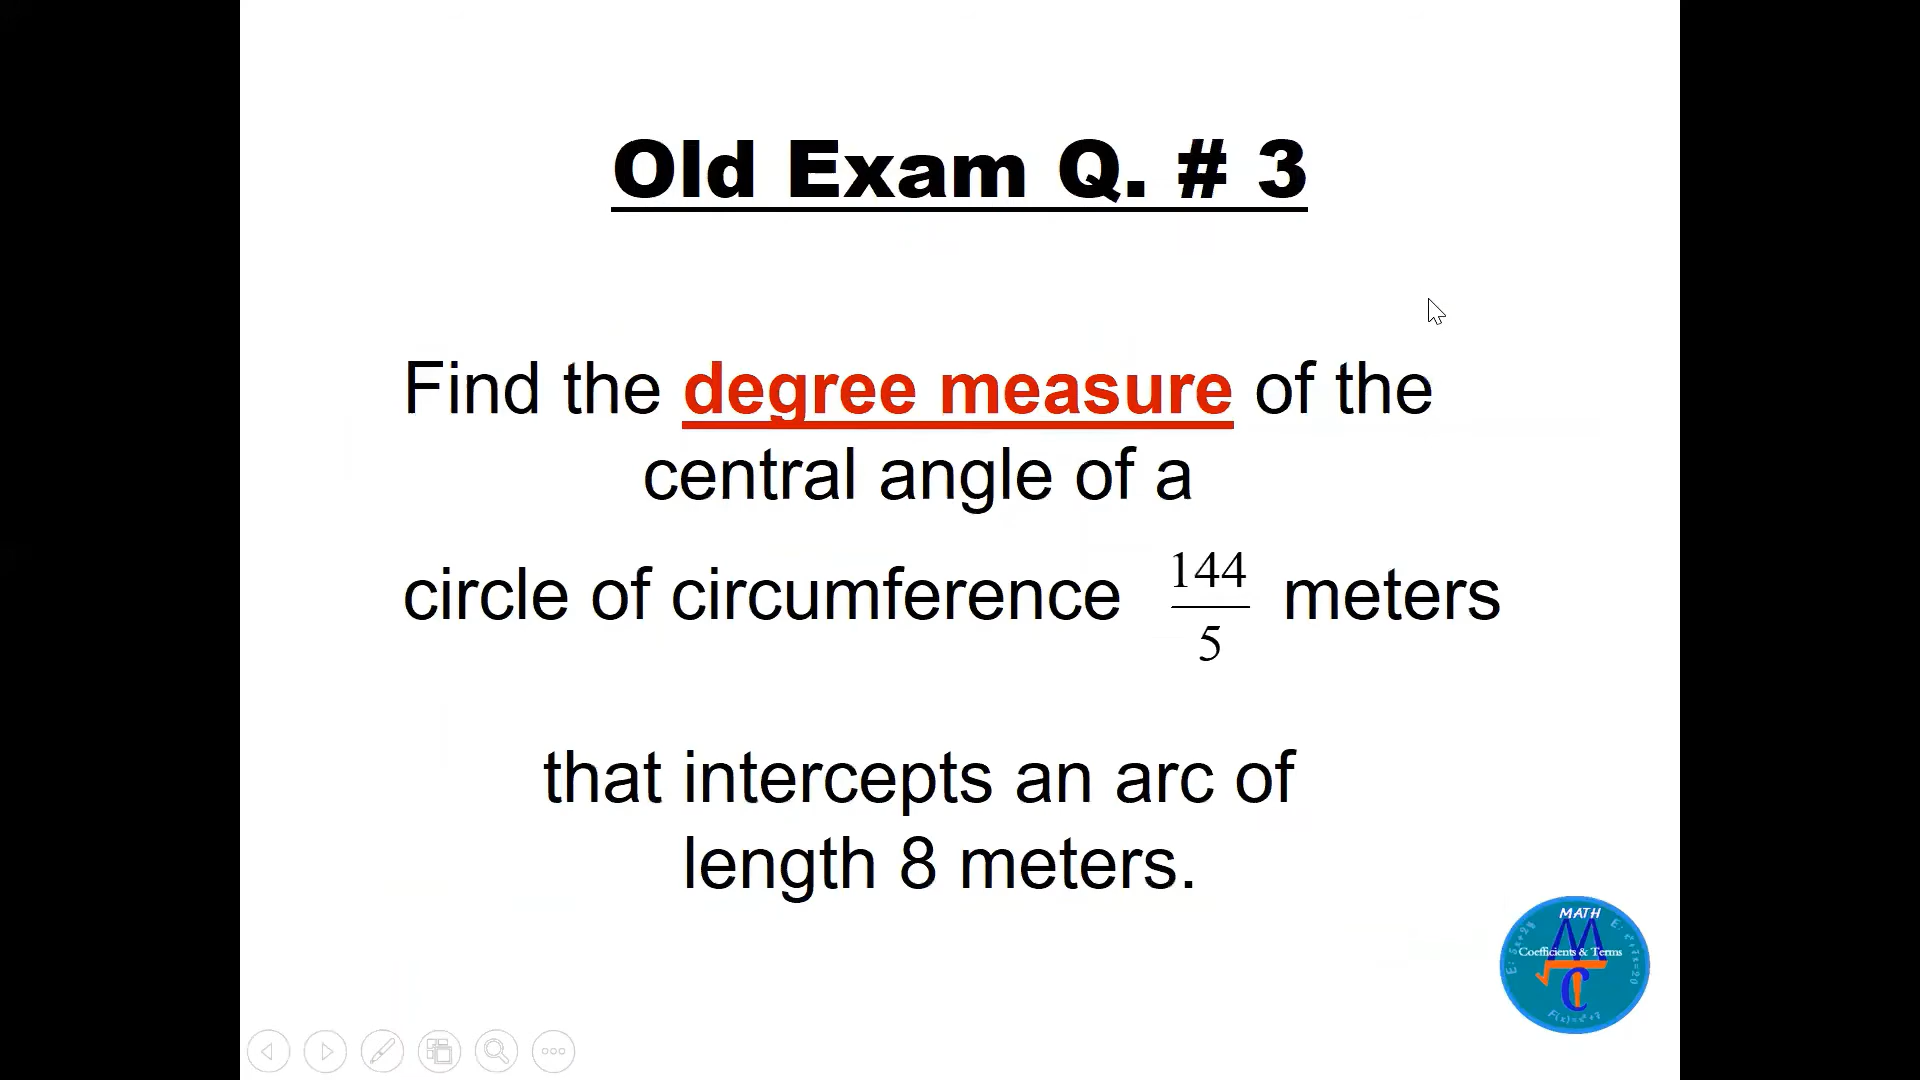 Old Exam Q. # 3
Find the degree measure of the
central angle of a
circle of circumference 144/5 meters
that intercepts an arc of
length 8 meters.
MATH
Coefficients & Terms